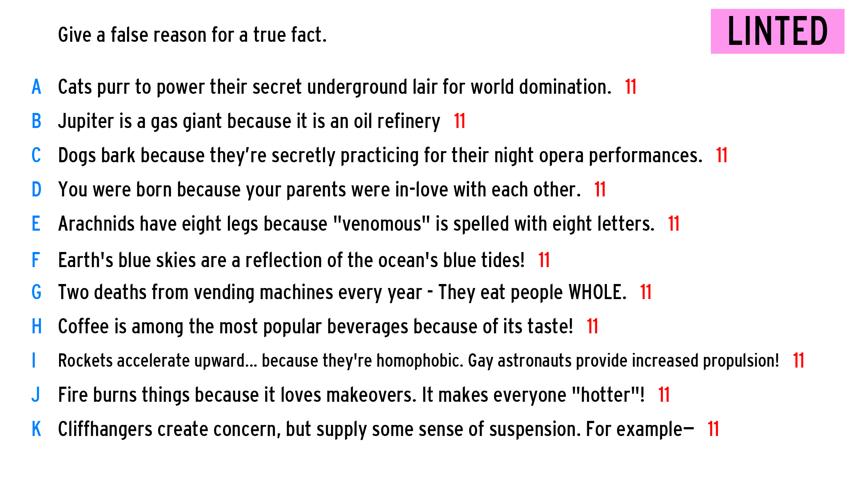 Give a false reason for a true fact.
LINTED
A Cats purr to power their secret underground lair for world domination. 11
B Jupiter is a gas giant because it is an oil refinery 11
C Dogs bark because they're secretly practicing for their night opera performances. 11
D You were born because your parents were in-love with each other. 11
E Arachnids have eight legs because "venomous" is spelled with eight letters. 11
F Earth's blue skies are a reflection of the ocean's blue tides! 11
G Two deaths from vending machines every year - They eat people WHOLE. 11
H Coffee is among the most popular beverages because of its taste! 11
I Rockets accelerate upward... because they're homophobic. Gay astronauts provide increased propulsion! 11
J Fire burns things because it loves makeovers. It makes everyone "hotter"! 11
K Cliffhangers create concern, but supply some sense of suspension. For example— 11